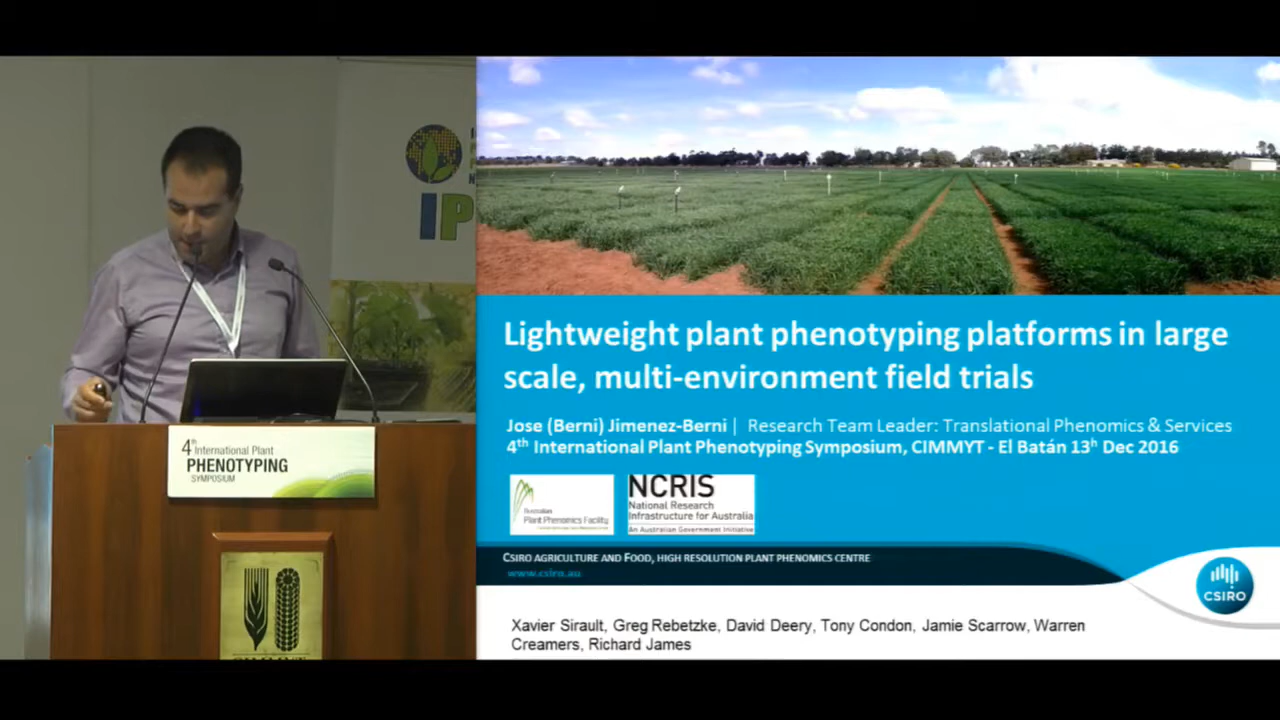 IP
4th International Plant
PHENOTYPING
SYMPOSIUM
Lightweight plant phenotyping platforms in large
scale, multi-environment field trials
Jose (Berni) Jimenez-Berni | Research Team Leader: Translational Phenomics & Services
4th International Plant Phenotyping Symposium, CIMMYT - El Batán 13h Dec 2016
Australian
Plant Phenomics Facility
NCRIS
National Research
Infrastructure for Australia
An Australian Government Initiative
CSIRO AGRICULTURE AND FOOD, HIGH RESOLUTION PLANT PHENOMICS CENTRE
www.csiro.au
CSIRO
Xavier Sirault, Greg Rebetzke, David Deery, Tony Condon, Jamie Scarrow, Warren
Creamers, Richard James